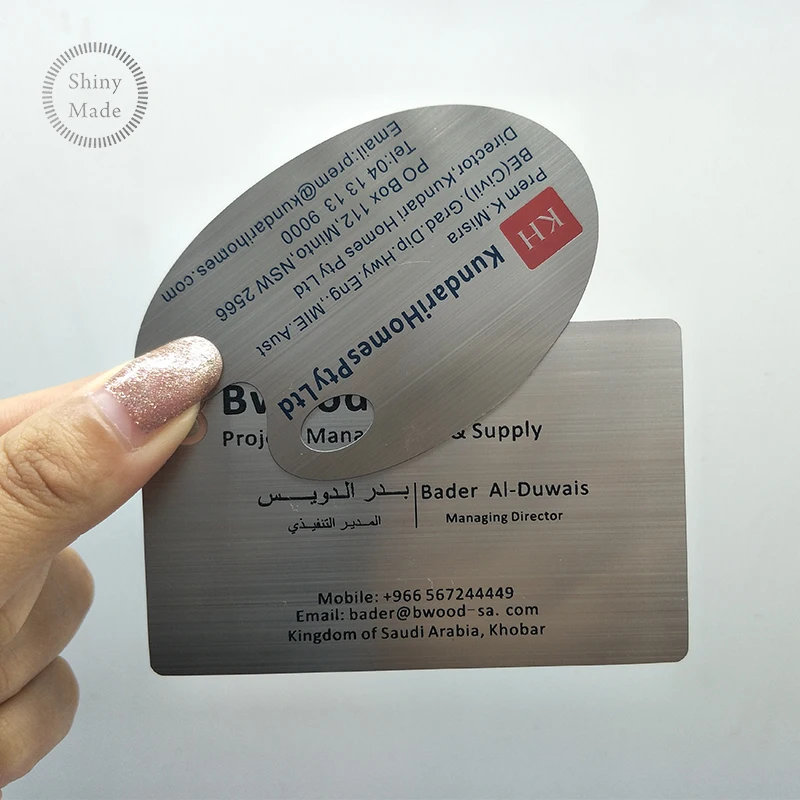 Shiny
Made
KH
KundariHomesPtyLtd
Prem K.Misra
BE(Civil),Grad.Dip.Hwy.Eng.,MIE.Aust
Director,Kundari Homes Pty Ltd
PO Box 112,Minto,NSW 2566
Tel:04 13 13 9000
Email:prem@kundarihomes.com
& Supply
بدر الدويس
Bader Al-Duwais
المدير التنفيذي
Managing Director
Mobile: +966 567244449
Email: bader@bwood-sa. com
Kingdom of Saudi Arabia, Khobar